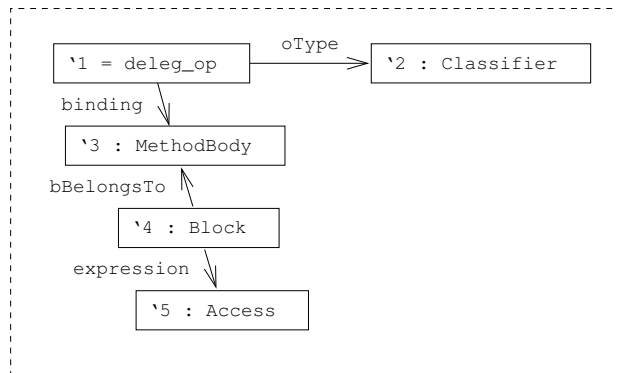 oType
‵1 = deleg_op
‵2 : Classifier
binding
‵3 : MethodBody
bBelongsTo
‵4 : Block
expression
‵5 : Access